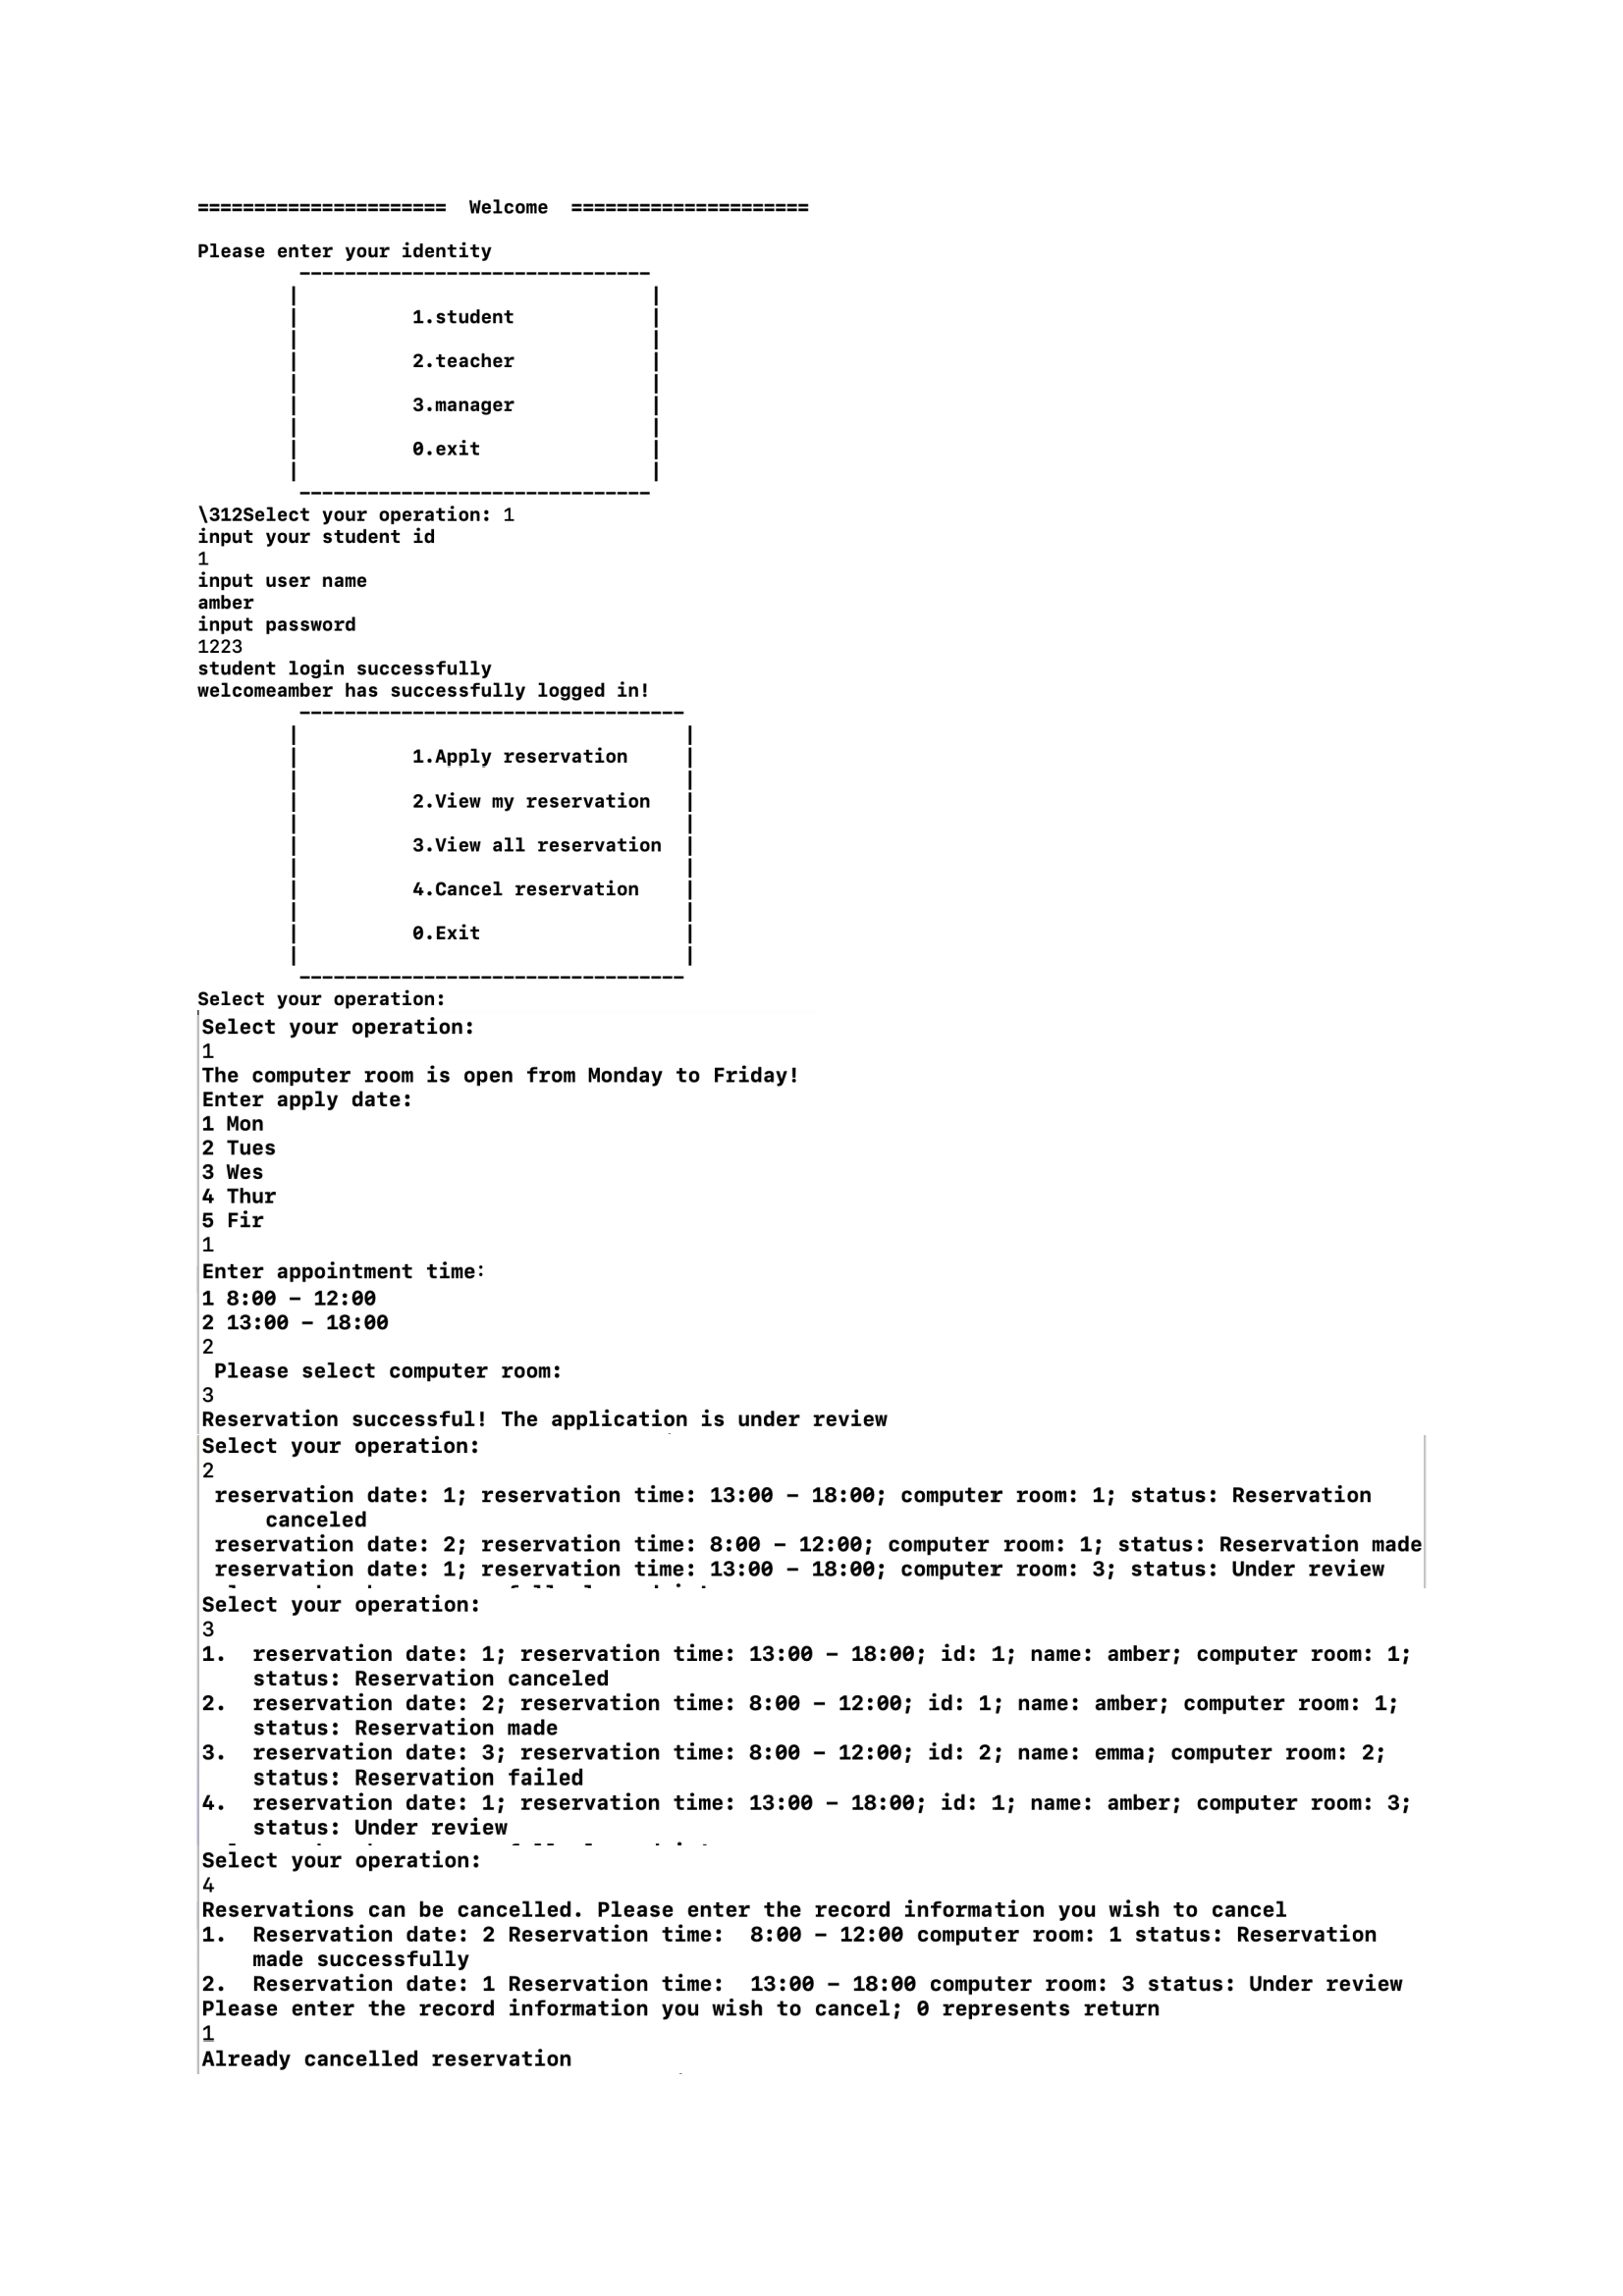 ======================  Welcome  =====================
Please enter your identity
-------------------------------
|                                |
|          1.student             |
|                                |
|          2.teacher             |
|                                |
|          3.manager             |
|                                |
|          0.exit                |
|                                |
-------------------------------
\312Select your operation: 1
input your student id
1
input user name
amber
input password
1223
student login successfully
welcomeamber has successfully logged in!
----------------------------------
|                                   |
|          1.Apply reservation      |
|                                   |
|          2.View my reservation    |
|                                   |
|          3.View all reservation   |
|                                   |
|          4.Cancel reservation     |
|                                   |
|          0.Exit                   |
|                                   |
----------------------------------
Select your operation:
Select your operation:
1
The computer room is open from Monday to Friday!
Enter apply date:
1 Mon
2 Tues
3 Wes
4 Thur
5 Fir
1
Enter appointment time:
1 8:00 – 12:00
2 13:00 – 18:00
2
Please select computer room:
3
Reservation successful! The application is under review
Select your operation:
2
reservation date: 1; reservation time: 13:00 – 18:00; computer room: 1; status: Reservation
canceled
reservation date: 2; reservation time: 8:00 – 12:00; computer room: 1; status: Reservation made
reservation date: 1; reservation time: 13:00 – 18:00; computer room: 3; status: Under review
Select your operation:
3
1.  reservation date: 1; reservation time: 13:00 – 18:00; id: 1; name: amber; computer room: 1;
status: Reservation canceled
2.  reservation date: 2; reservation time: 8:00 – 12:00; id: 1; name: amber; computer room: 1;
status: Reservation made
3.  reservation date: 3; reservation time: 8:00 – 12:00; id: 2; name: emma; computer room: 2;
status: Reservation failed
4.  reservation date: 1; reservation time: 13:00 – 18:00; id: 1; name: amber; computer room: 3;
status: Under review
Select your operation:
4
Reservations can be cancelled. Please enter the record information you wish to cancel
1.  Reservation date: 2 Reservation time:  8:00 – 12:00 computer room: 1 status: Reservation
made successfully
2.  Reservation date: 1 Reservation time:  13:00 – 18:00 computer room: 3 status: Under review
Please enter the record information you wish to cancel; 0 represents return
1
Already cancelled reservation